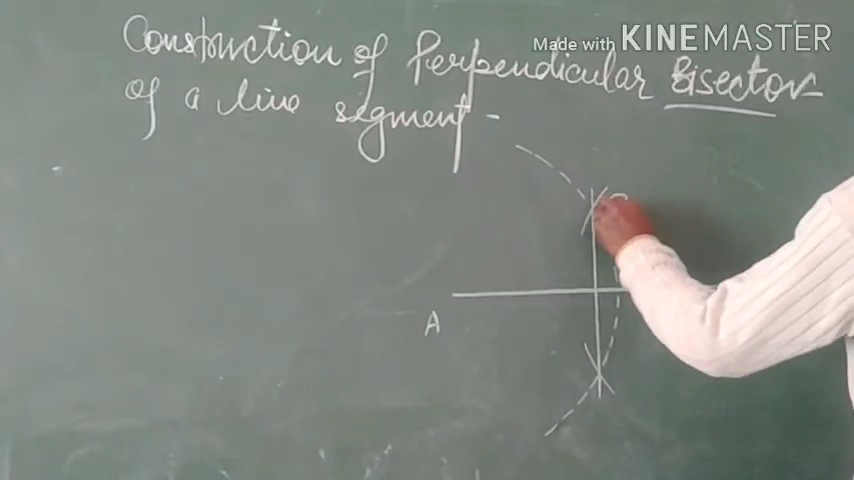 Made with KINEMASTER
Construction of Perpendicular Bisector
of a line segment -
A